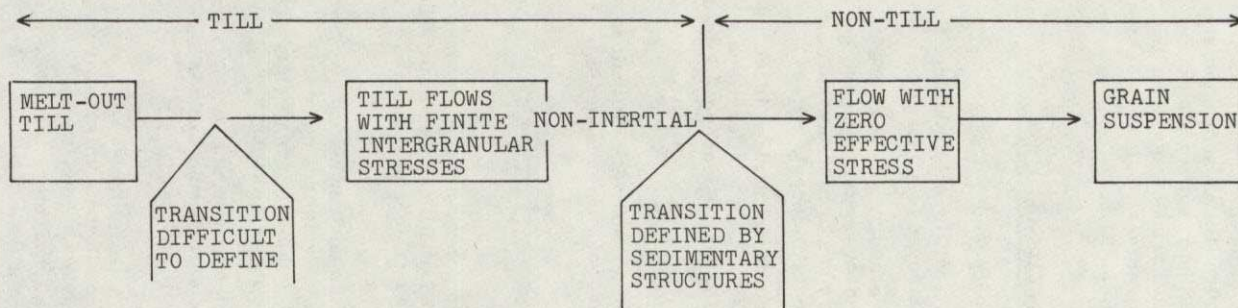 TILL
NON-TILL
MELT-OUT
TILL
TILL FLOWS
WITH FINITE
INTERGRANULAR
STRESSES
NON-INERTIAL
FLOW WITH
ZERO
EFFECTIVE
STRESS
GRAIN
SUSPENSION
TRANSITION
DIFFICULT
TO DEFINE
TRANSITION
DEFINED BY
SEDIMENTARY
STRUCTURES